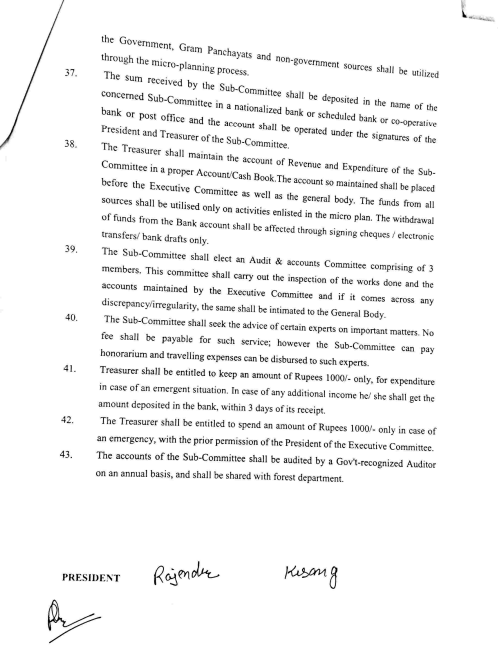 the Government, Gram Panchayats and non-government sources shall be utilized
through the micro-planning process.
37. The sum received by the Sub-Committee shall be deposited in the name of the
concerned Sub-Committee in a nationalized bank or scheduled bank or co-operative
bank or post office and the account shall be operated under the signatures of the
President and Treasurer of the Sub-Committee.
38. The Treasurer shall maintain the account of Revenue and Expenditure of the Sub-
Committee in a proper Account/Cash Book.The account so maintained shall be placed
before the Executive Committee as well as the general body. The funds from all
sources shall be utilised only on activities enlisted in the micro plan. The withdrawal
of funds from the Bank account shall be affected through signing cheques / electronic
transfers/ bank drafts only.
39. The Sub-Committee shall elect an Audit & accounts Committee comprising of 3
members. This committee shall carry out the inspection of the works done and the
accounts maintained by the Executive Committee and if it comes across any
discrepancy/irregularity, the same shall be intimated to the General Body.
40. The Sub-Committee shall seek the advice of certain experts on important matters. No
fee shall be payable for such service; however the Sub-Committee can pay
honorarium and travelling expenses can be disbursed to such experts.
41. Treasurer shall be entitled to keep an amount of Rupees 1000/- only, for expenditure
in case of an emergent situation. In case of any additional income he/ she shall get the
amount deposited in the bank, within 3 days of its receipt.
42. The Treasurer shall be entitled to spend an amount of Rupees 1000/- only in case of
an emergency, with the prior permission of the President of the Executive Committee.
43. The accounts of the Sub-Committee shall be audited by a Gov't-recognized Auditor
on an annual basis, and shall be shared with forest department.
PRESIDENT Rajender